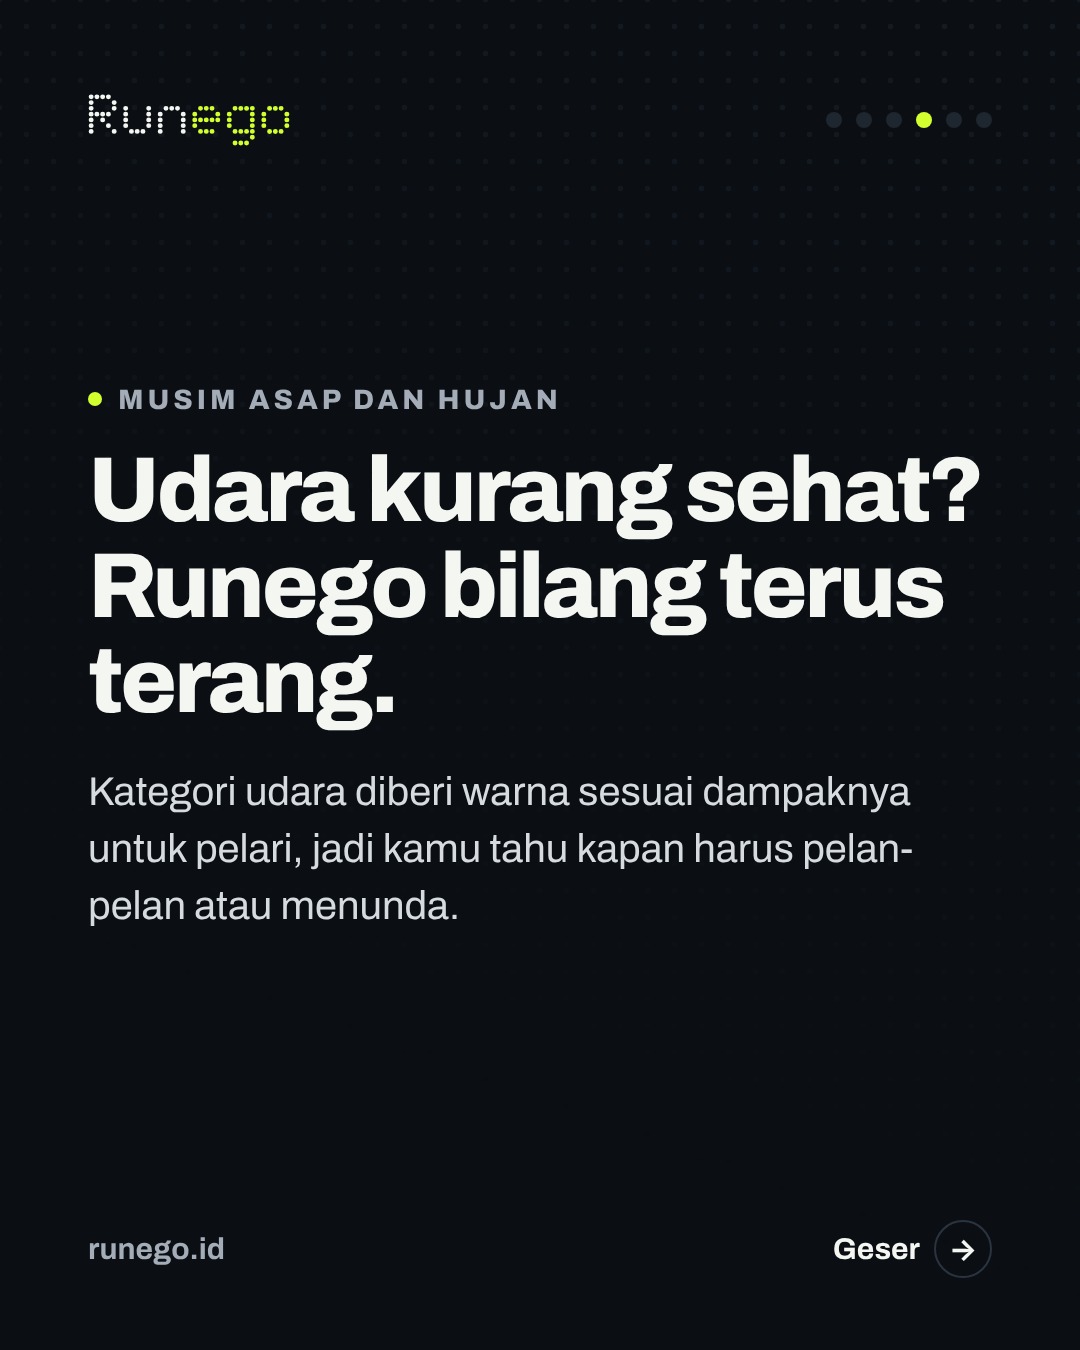 Runego
MUSIM ASAP DAN HUJAN
Udara kurang sehat?
Runego bilang terus
terang.
Kategori udara diberi warna sesuai dampaknya
untuk pelari, jadi kamu tahu kapan harus pelan-
pelan atau menunda.
runego.id
Geser